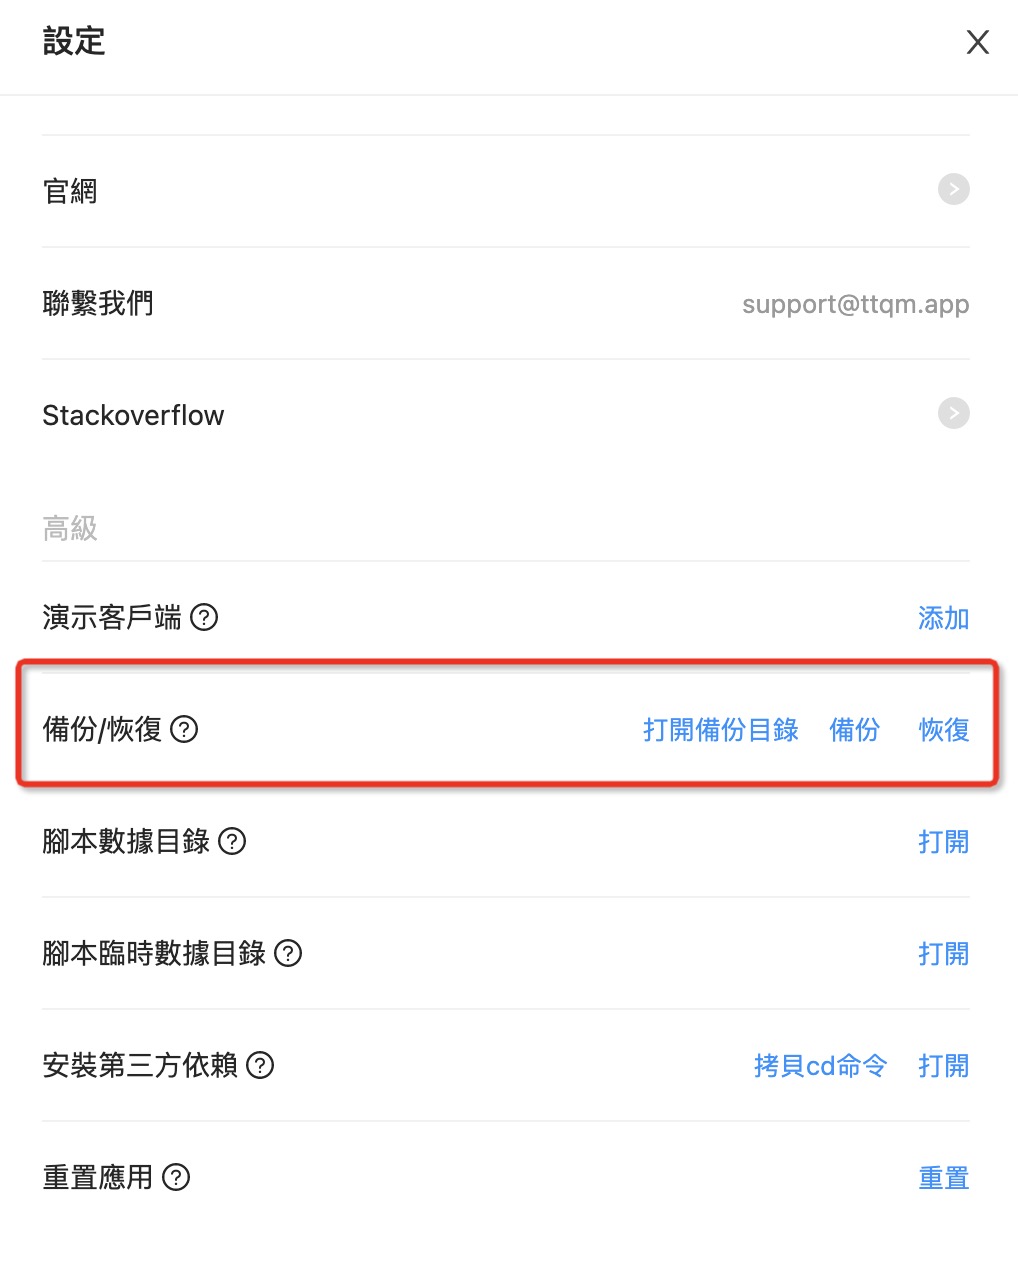 設定
官網
聯繫我們 support@ttqm.app
Stackoverflow
高級
演示客戶端 添加
備份/恢復 打開備份目錄 備份 恢復
腳本數據目錄 打開
腳本臨時數據目錄 打開
安裝第三方依賴 拷貝cd命令 打開
重置應用 重置